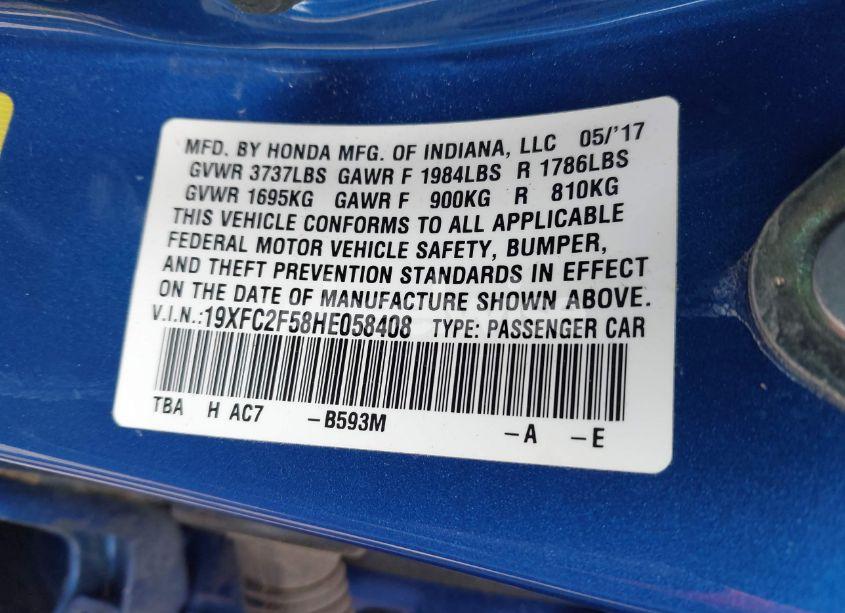 MFD. BY HONDA MFG. OF INDIANA, LLC 05/'17
GVWR 3737LBS GAWR F 1984LBS R 1786LBS
GVWR 1695KG GAWR F 900KG R 810KG
THIS VEHICLE CONFORMS TO ALL APPLICABLE
FEDERAL MOTOR VEHICLE SAFETY, BUMPER,
AND THEFT PREVENTION STANDARDS IN EFFECT
ON THE DATE OF MANUFACTURE SHOWN ABOVE.
V.I.N.:19XFC2F58HE058408 TYPE: PASSENGER CAR
TBA H AC7 -B593M -A -E